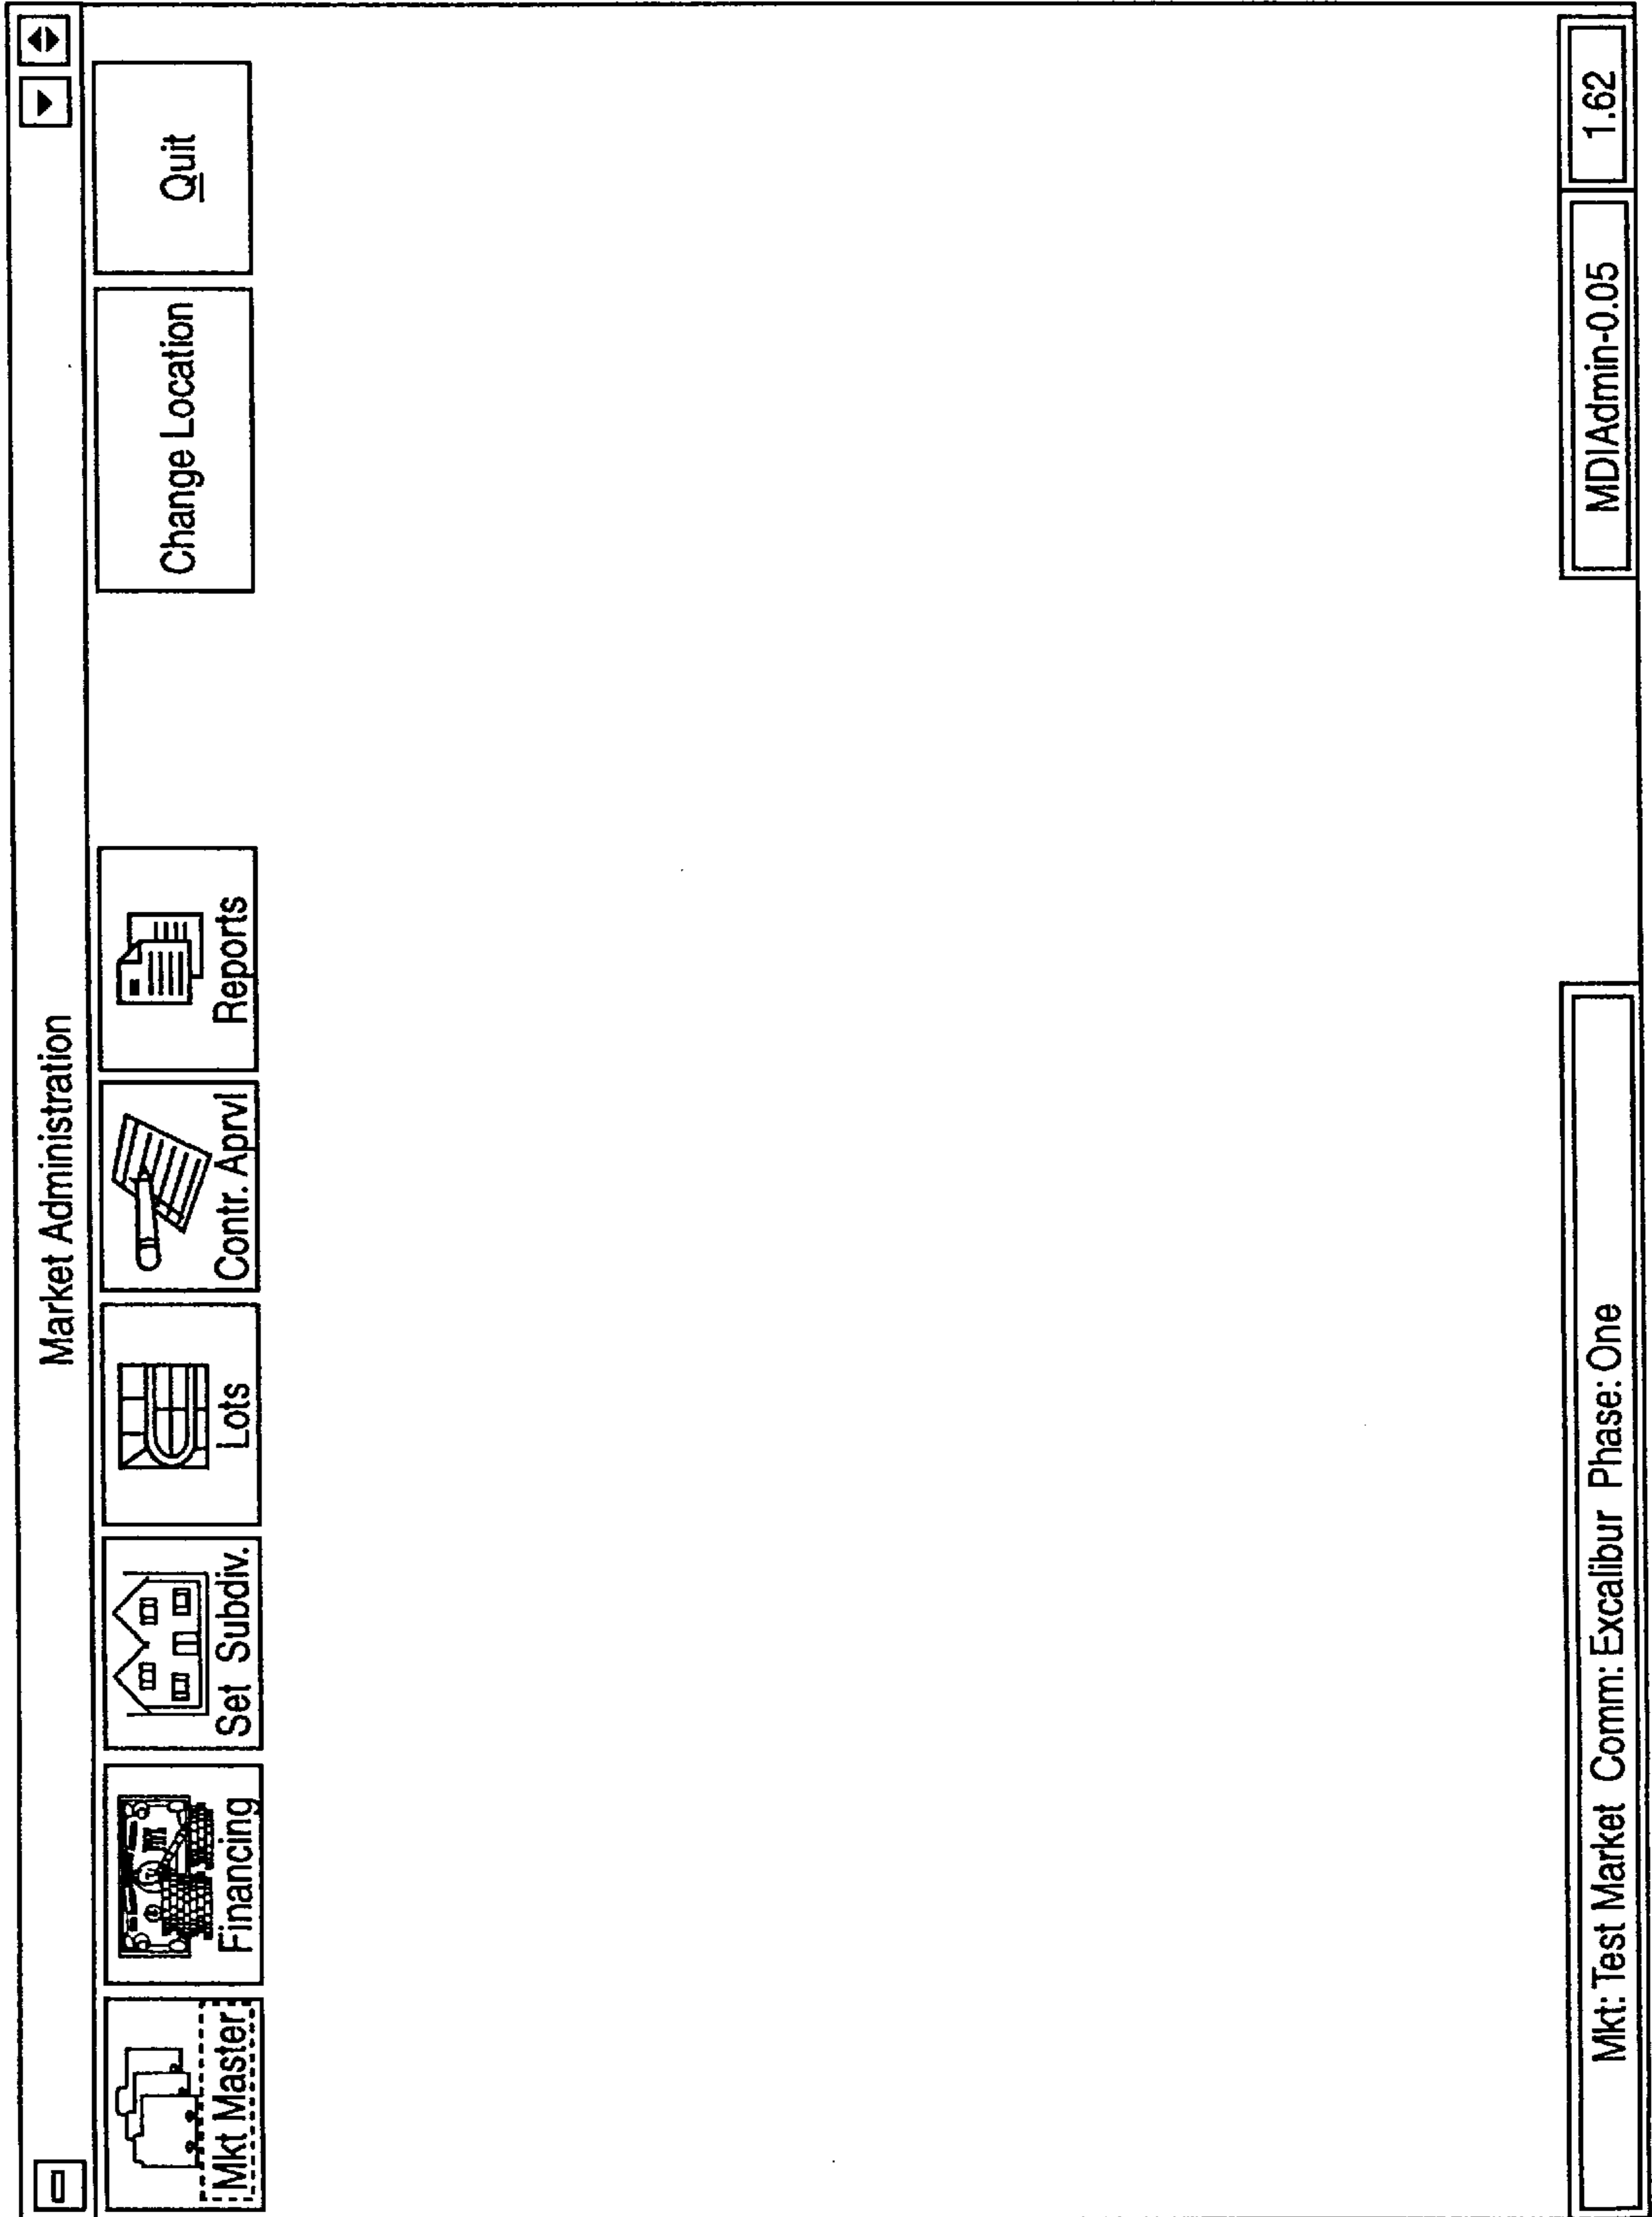 Market Administration
Mkt Master
Financing
Set Subdiv.
Lots
Contr. Aprvl
Reports
Change Location
Quit
Mkt: Test Market Comm: Excalibur Phase: One
MDIAdmin-0.05
1.62